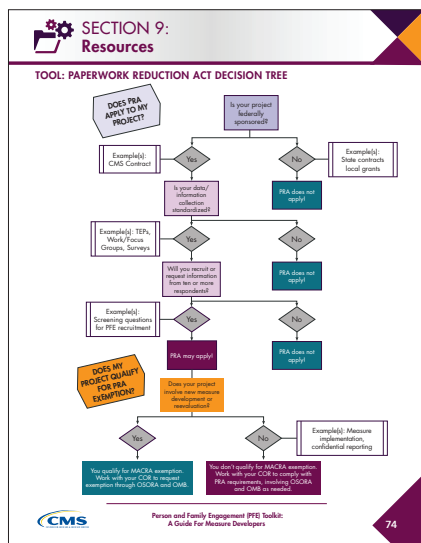 SECTION 9:
Resources
TOOL: PAPERWORK REDUCTION ACT DECISION TREE
DOES PRA
APPLY TO MY
PROJECT?
Is your project
federally
sponsored?
Example(s):
CMS Contract
Yes
No
Example(s):
State contracts
local grants
Is your data/
information
collection
standardized?
PRA does not
apply!
Example(s): TEPs,
Work/Focus
Groups, Surveys
Yes
No
Will you recruit or
request information
from ten or more
respondents?
PRA does not
apply!
Example(s):
Screening questions
for PFE recruitment
Yes
No
PRA may apply!
PRA does not
apply!
DOES MY
PROJECT QUALIFY
FOR PRA
EXEMPTION?
Does your project
involve new measure
development or
reevaluation?
Yes
No
Example(s): Measure
implementation,
confidential reporting
You qualify for MACRA exemption.
Work with your COR to request
exemption through OSORA and OMB.
You don't qualify for MACRA exemption.
Work with your COR to comply with
PRA requirements, involving OSORA
and OMB as needed.
CMS
Person and Family Engagement (PFE) Toolkit:
A Guide For Measure Developers
74